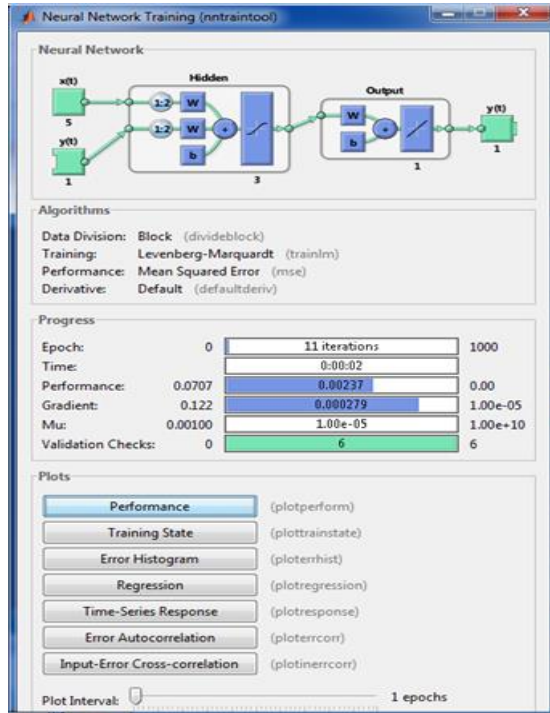 Neural Network Training (nntraintool)
Neural Network
Hidden
Output
x(t)
5
y(t)
1
1:2
W
1:2
W
b
+
3
W
b
+
1
y(t)
1
Algorithms
Data Division: Block (divideblock)
Training: Levenberg-Marquardt (trainlm)
Performance: Mean Squared Error (mse)
Derivative: Default (defaultderiv)
Progress
Epoch: 0 11 iterations 1000
Time: 0:00:02
Performance: 0.0707 0.00237 0.00
Gradient: 0.122 0.000279 1.00e-05
Mu: 0.00100 1.00e-05 1.00e+10
Validation Checks: 0 6 6
Plots
Performance (plotperform)
Training State (plottrainstate)
Error Histogram (ploterrhist)
Regression (plotregression)
Time-Series Response (plotresponse)
Error Autocorrelation (ploterrcorr)
Input-Error Cross-correlation (plotinerrcorr)
Plot Interval: 1 epochs